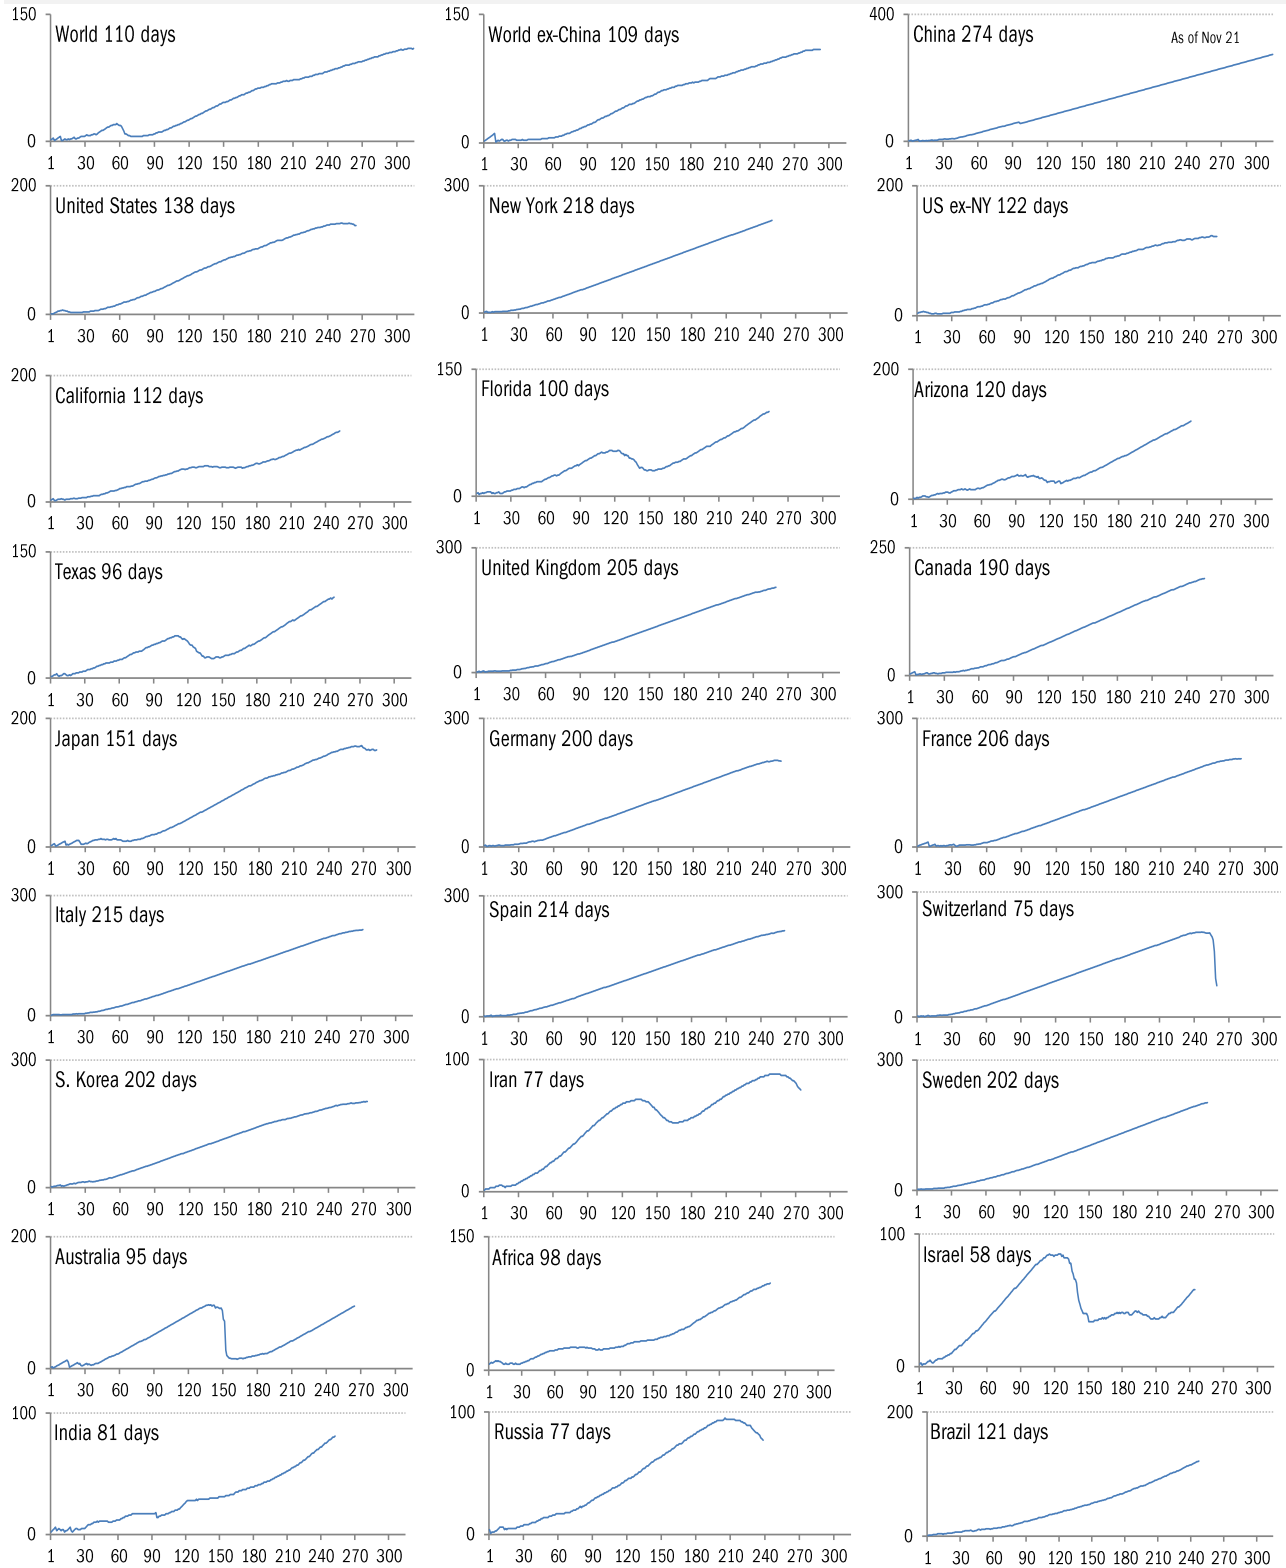 150
World 110 days
0
1 30 60 90 120 150 180 210 240 270 300
150
World ex-China 109 days
0
1 30 60 90 120 150 180 210 240 270 300
400
China 274 days
As of Nov 21
0
1 30 60 90 120 150 180 210 240 270 300
200
United States 138 days
0
1 30 60 90 120 150 180 210 240 270 300
300
New York 218 days
0
1 30 60 90 120 150 180 210 240 270 300
200
US ex-NY 122 days
0
1 30 60 90 120 150 180 210 240 270 300
200
California 112 days
0
1 30 60 90 120 150 180 210 240 270 300
150
Florida 100 days
0
1 30 60 90 120 150 180 210 240 270 300
200
Arizona 120 days
0
1 30 60 90 120 150 180 210 240 270 300
150
Texas 96 days
0
1 30 60 90 120 150 180 210 240 270 300
300
United Kingdom 205 days
0
1 30 60 90 120 150 180 210 240 270 300
250
Canada 190 days
0
1 30 60 90 120 150 180 210 240 270 300
200
Japan 151 days
0
1 30 60 90 120 150 180 210 240 270 300
300
Germany 200 days
0
1 30 60 90 120 150 180 210 240 270 300
300
France 206 days
0
1 30 60 90 120 150 180 210 240 270 300
300
Italy 215 days
0
1 30 60 90 120 150 180 210 240 270 300
300
Spain 214 days
0
1 30 60 90 120 150 180 210 240 270 300
300
Switzerland 75 days
0
1 30 60 90 120 150 180 210 240 270 300
300
S. Korea 202 days
0
1 30 60 90 120 150 180 210 240 270 300
100
Iran 77 days
0
1 30 60 90 120 150 180 210 240 270 300
300
Sweden 202 days
0
1 30 60 90 120 150 180 210 240 270 300
200
Australia 95 days
0
1 30 60 90 120 150 180 210 240 270 300
150
Africa 98 days
0
1 30 60 90 120 150 180 210 240 270 300
100
Israel 58 days
0
1 30 60 90 120 150 180 210 240 270 300
100
India 81 days
0
1 30 60 90 120 150 180 210 240 270 300
100
Russia 77 days
0
1 30 60 90 120 150 180 210 240 270 300
200
Brazil 121 days
0
1 30 60 90 120 150 180 210 240 270 300